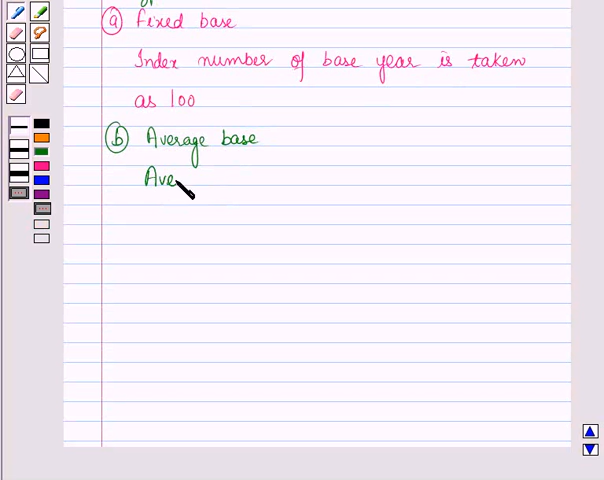 (a) Fixed base
Index number of base year is taken
as 100
(b) Average base
Ave